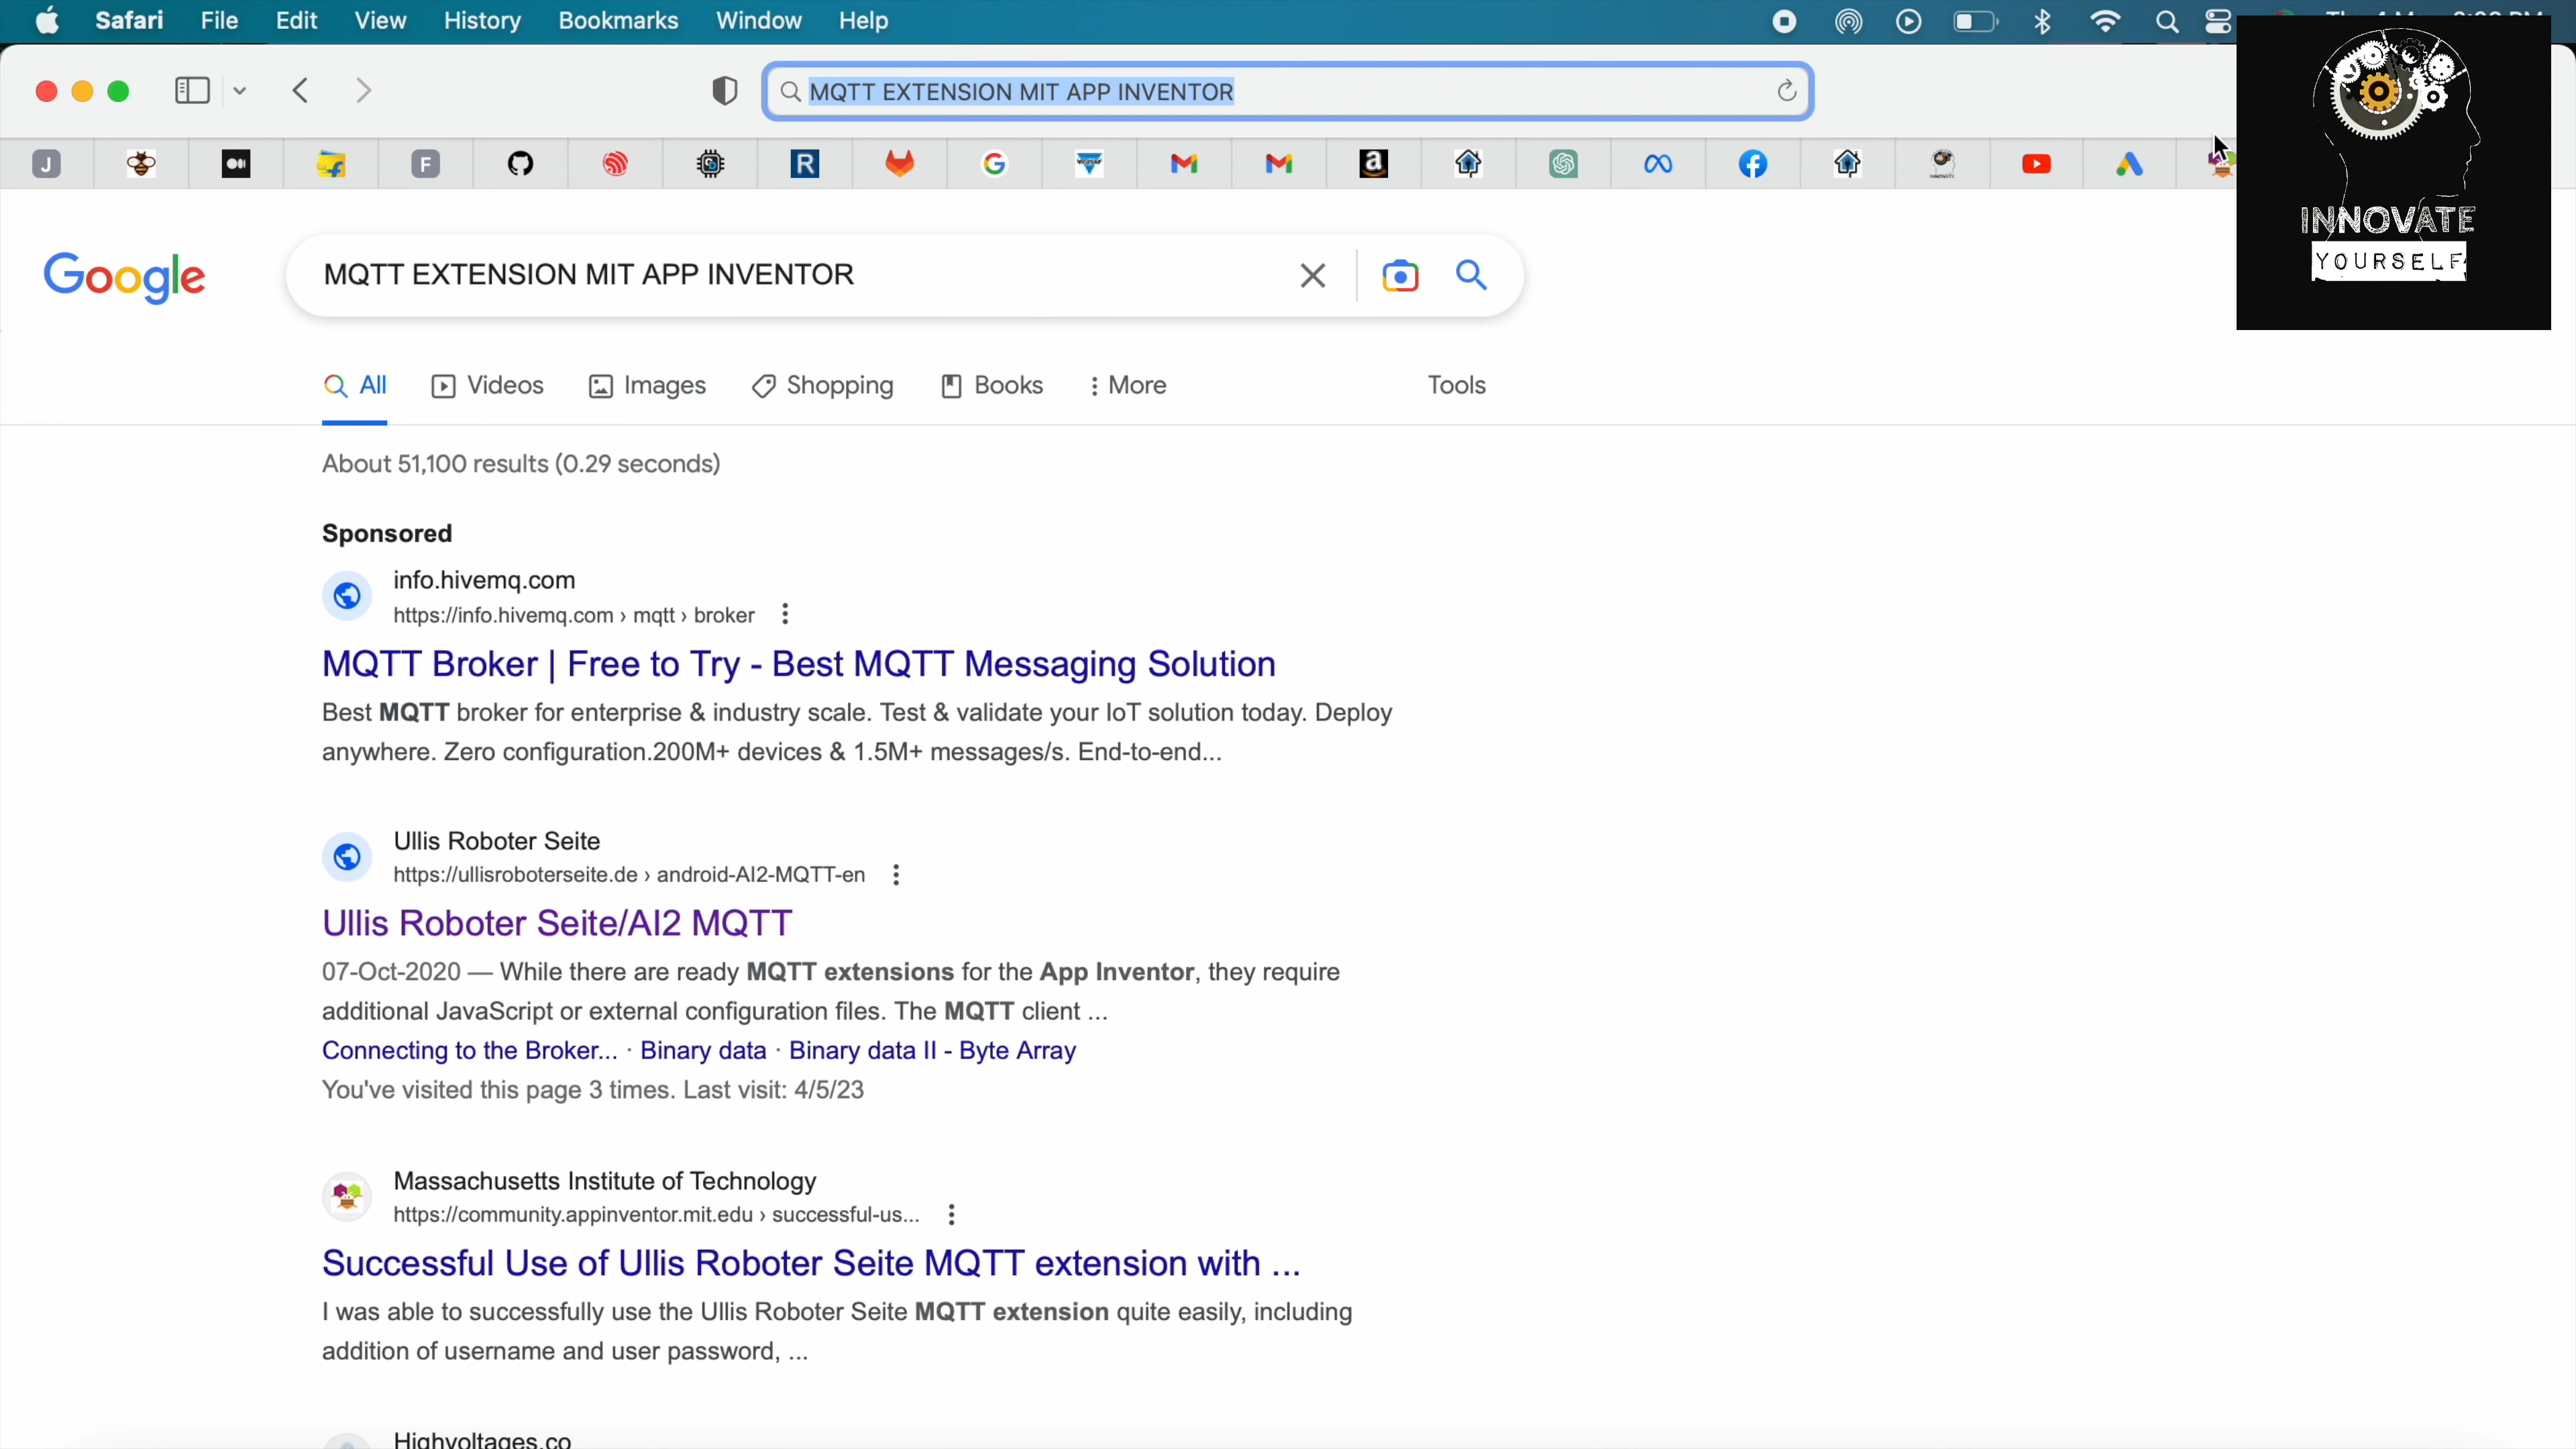 Safari File Edit View History Bookmarks Window Help
MQTT EXTENSION MIT APP INVENTOR
J
F
R
G
a
INNOVATE
YOURSELF
Google
MQTT EXTENSION MIT APP INVENTOR
All Videos Images Shopping Books More Tools
About 51,100 results (0.29 seconds)
Sponsored
info.hivemq.com
https://info.hivemq.com › mqtt › broker
MQTT Broker | Free to Try - Best MQTT Messaging Solution
Best MQTT broker for enterprise & industry scale. Test & validate your IoT solution today. Deploy
anywhere. Zero configuration.200M+ devices & 1.5M+ messages/s. End-to-end...
Ullis Roboter Seite
https://ullisroboterseite.de › android-AI2-MQTT-en
Ullis Roboter Seite/AI2 MQTT
07-Oct-2020 — While there are ready MQTT extensions for the App Inventor, they require
additional JavaScript or external configuration files. The MQTT client ...
Connecting to the Broker... · Binary data · Binary data II - Byte Array
You've visited this page 3 times. Last visit: 4/5/23
Massachusetts Institute of Technology
https://community.appinventor.mit.edu › successful-us...
Successful Use of Ullis Roboter Seite MQTT extension with ...
I was able to successfully use the Ullis Roboter Seite MQTT extension quite easily, including
addition of username and user password, ...
Highvoltages.co